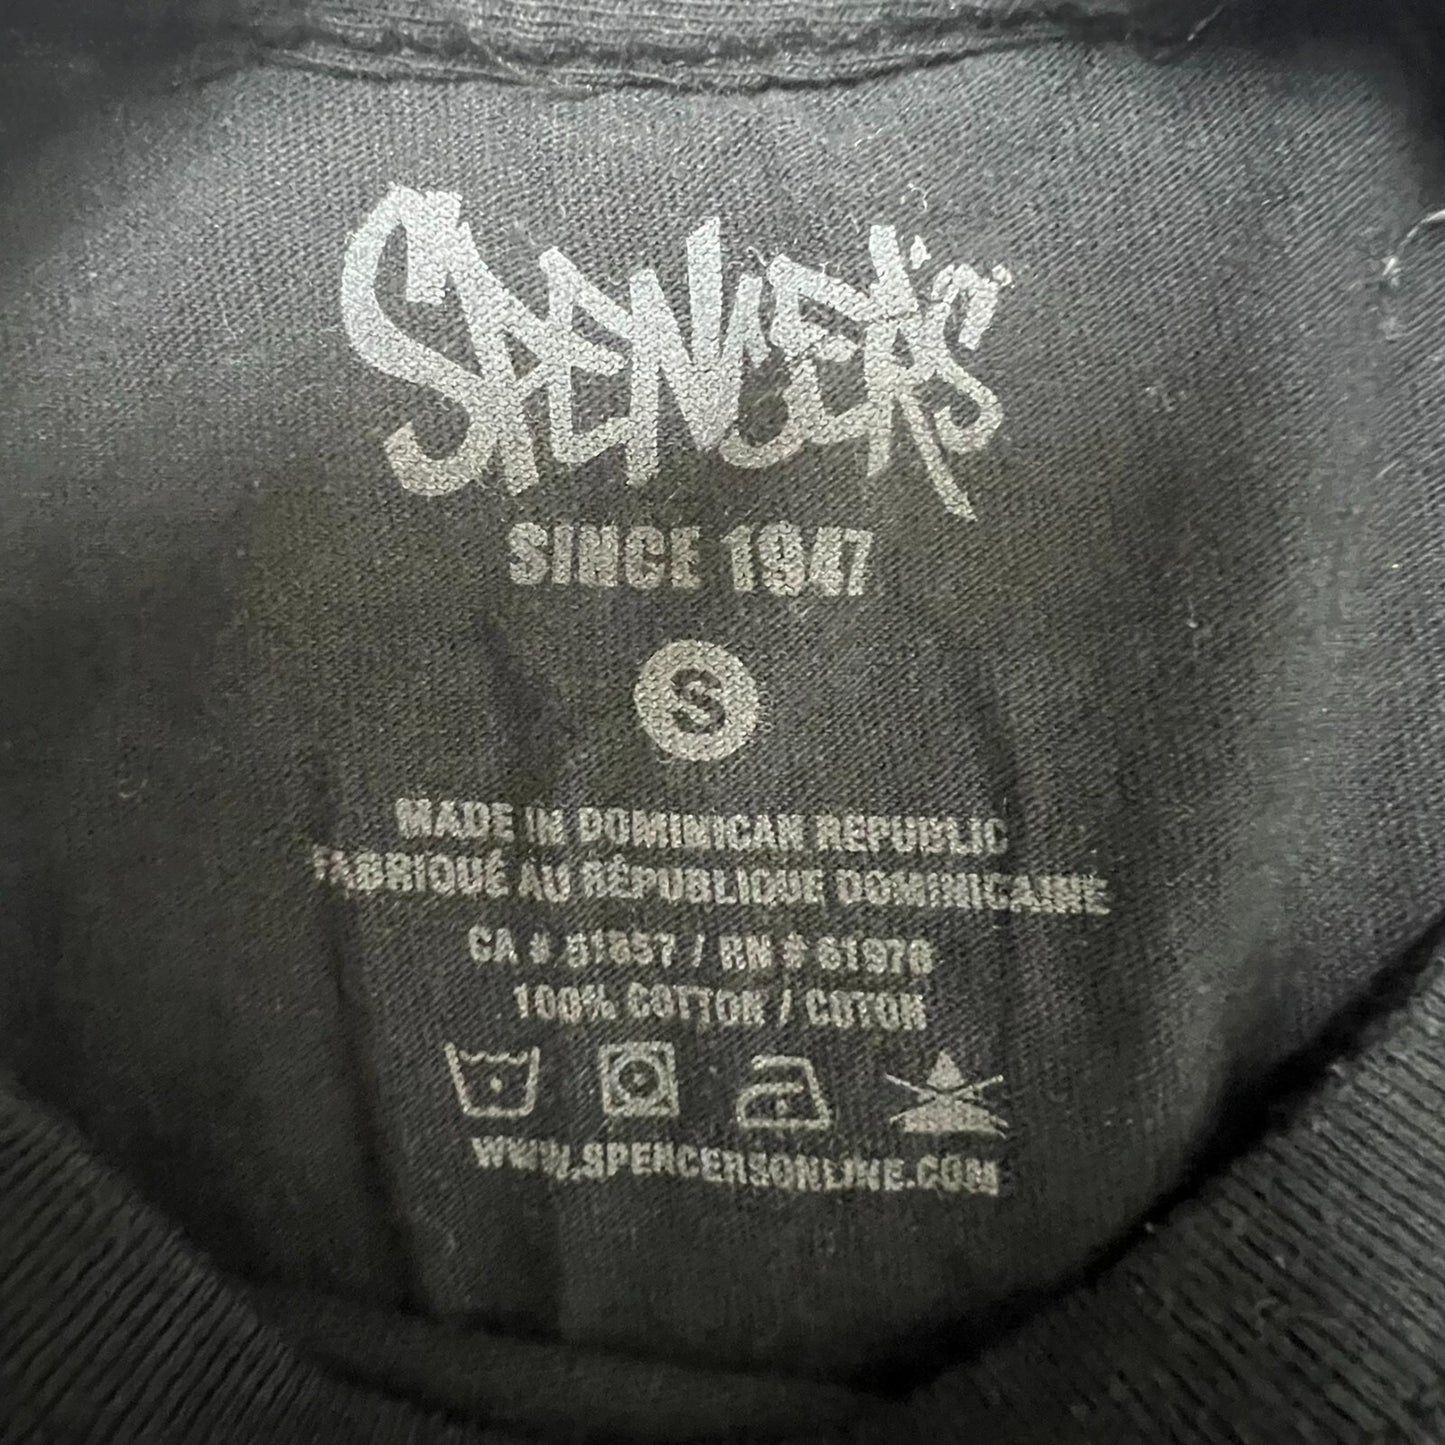 SPENCER'S
SINCE 1947
S
MADE IN DOMINICAN REPUBLIC
FABRIQUÉ AU RÉPUBLIQUE DOMINICAINE
CA # 51657 / RN # 61976
100% COTTON / COTON
WWW.SPENCERSONLINE.COM